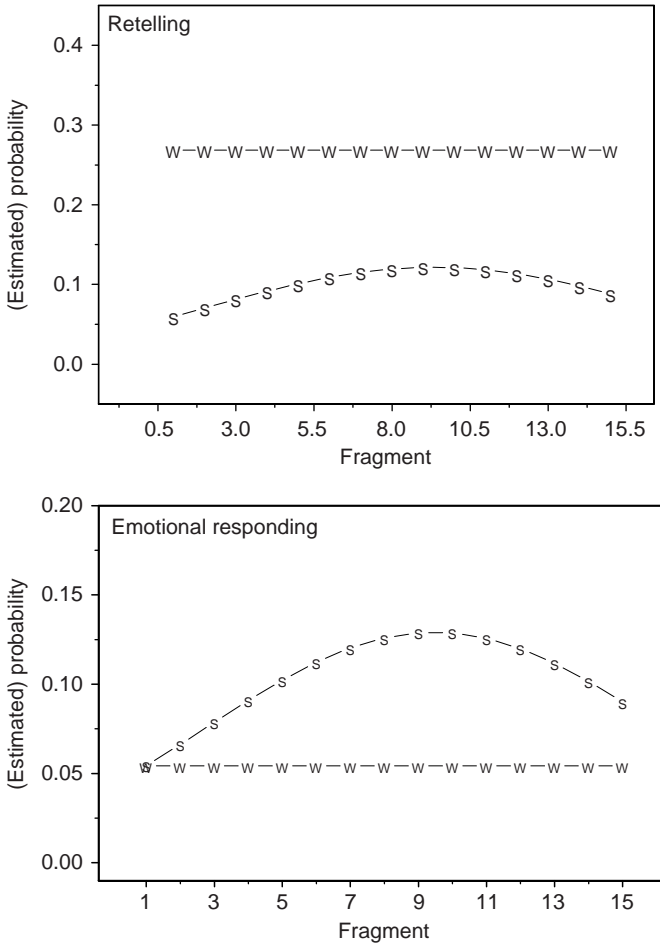 Retelling
0.4
0.3
0.2
0.1
0.0
(Estimated) probability
W W W W W W W W W W W W W W W
S S S S S S S S S S S S S S S
0.5 3.0 5.5 8.0 10.5 13.0 15.5
Fragment
Emotional responding
0.20
0.15
0.10
0.05
0.00
(Estimated) probability
S S S S S S S S S S S S S S S
W W W W W W W W W W W W W W W
1 3 5 7 9 11 13 15
Fragment